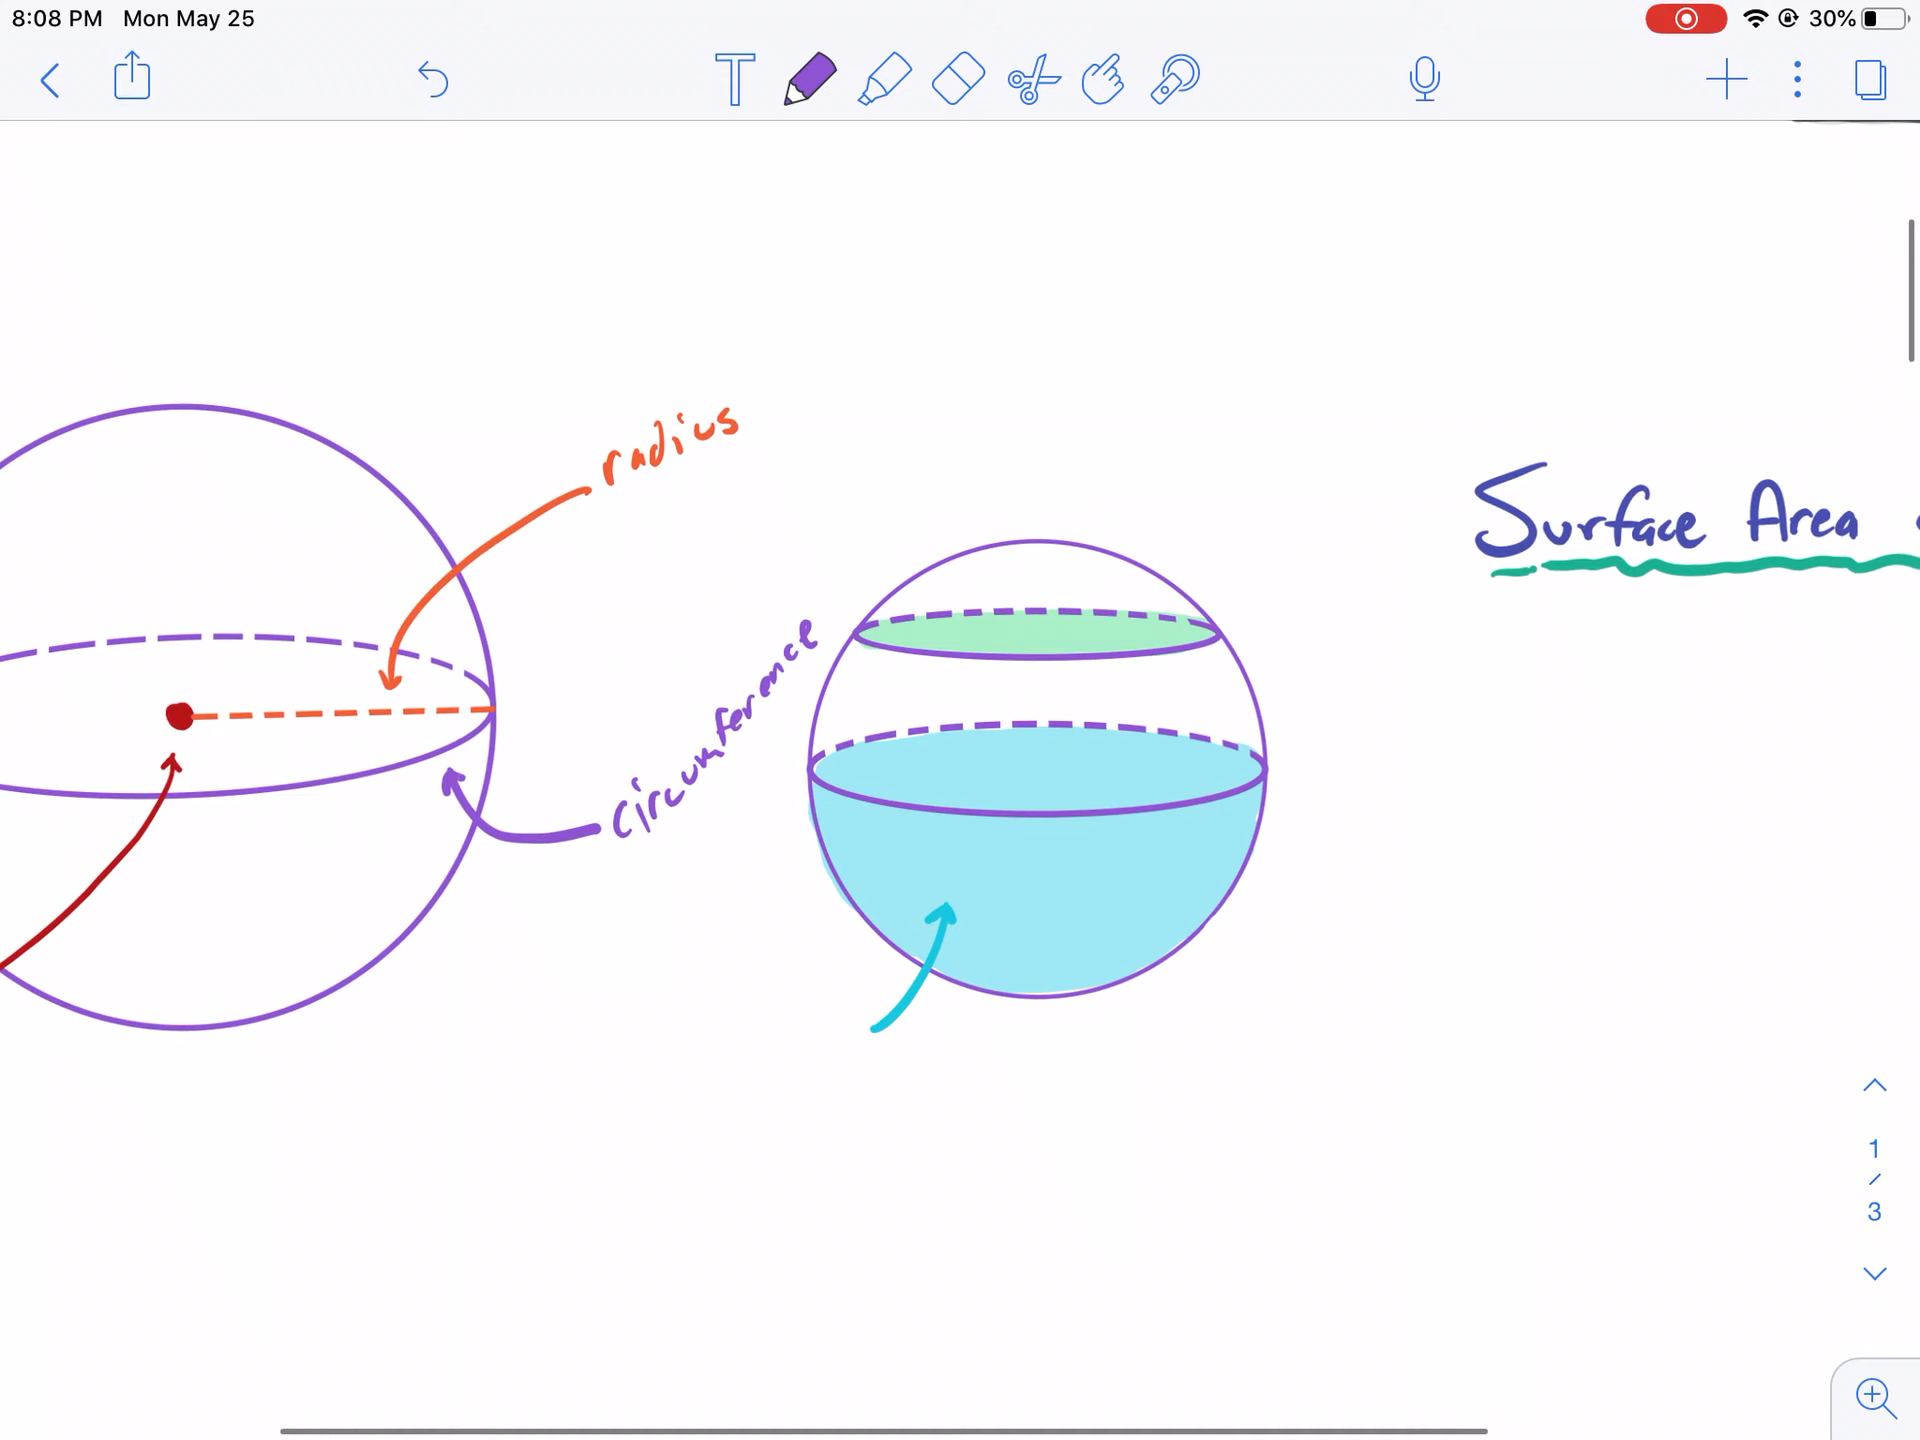 8:08 PM Mon May 25
30%
T
radius
circumference
Surface Area
1
/
3